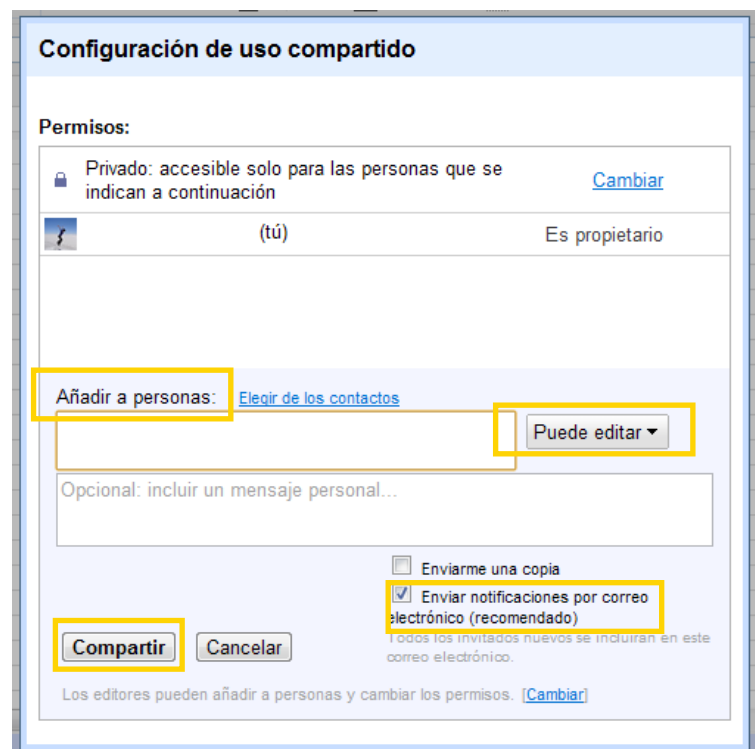 Configuración de uso compartido
Permisos:
Privado: accesible solo para las personas que se
indican a continuación
Cambiar
(tú)
Es propietario
Añadir a personas: Elegir de los contactos
Puede editar
Opcional: incluir un mensaje personal...
Enviarme una copia
Enviar notificaciones por correo
electrónico (recomendado)
Todos los invitados nuevos se incluirán en este
correo electrónico.
Compartir Cancelar
Los editores pueden añadir a personas y cambiar los permisos. [Cambiar]